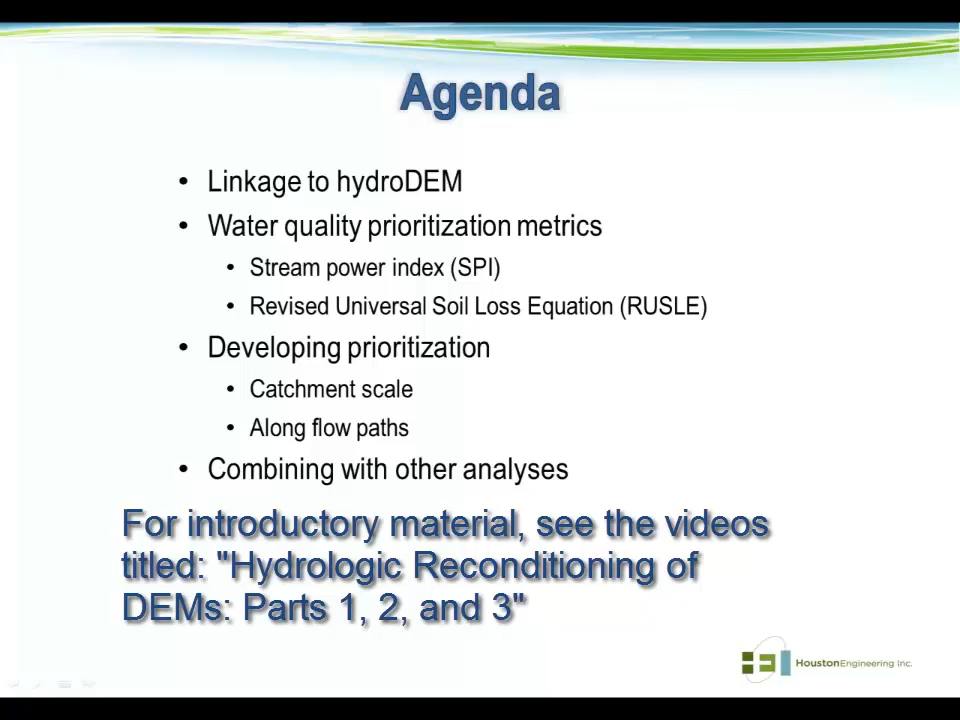 Agenda
• Linkage to hydroDEM
• Water quality prioritization metrics
• Stream power index (SPI)
• Revised Universal Soil Loss Equation (RUSLE)
• Developing prioritization
• Catchment scale
• Along flow paths
• Combining with other analyses
For introductory material, see the videos
titled: "Hydrologic Reconditioning of
DEMs: Parts 1, 2, and 3"
HoustonEngineering Inc.